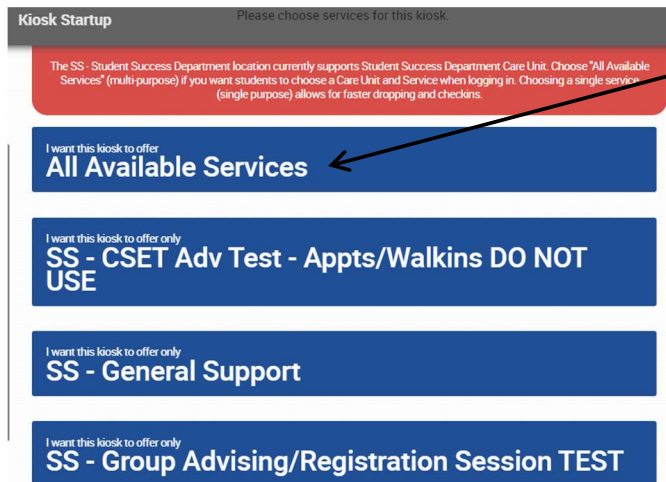 Kiosk Startup
Please choose services for this kiosk.
The SS - Student Success Department location currently supports Student Success Department Care Unit. Choose "All Available
Services" (multi-purpose) if you want students to choose a Care Unit and Service when logging in. Choosing a single service
(single purpose) allows for faster dropping and checkins.
I want this kiosk to offer
All Available Services
I want this kiosk to offer only
SS - CSET Adv Test - Appts/Walkins DO NOT
USE
I want this kiosk to offer only
SS - General Support
I want this kiosk to offer only
SS - Group Advising/Registration Session TEST